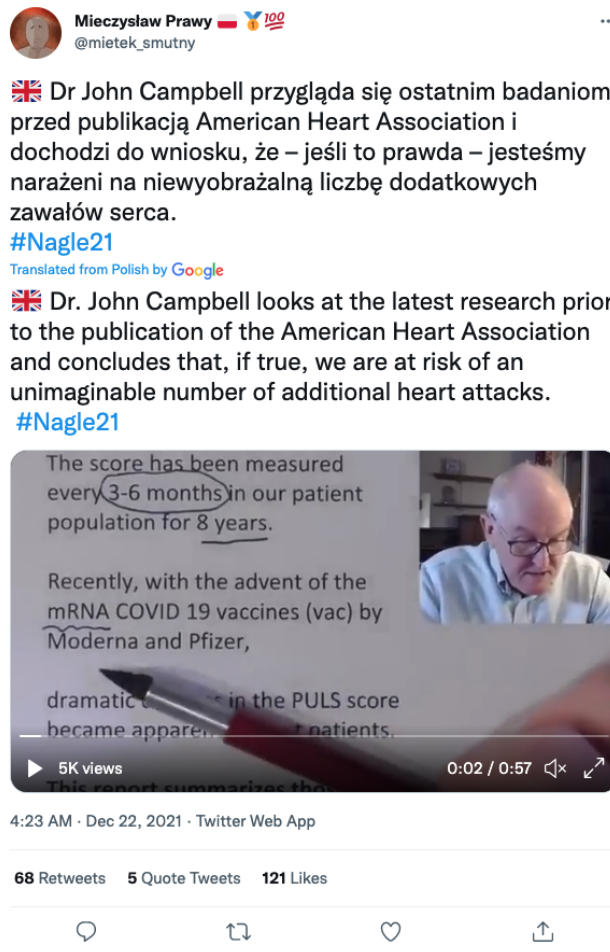 Mieczysław Prawy 🇵🇱 🥇💯
@mietek_smutny
🇬🇧 Dr John Campbell przygląda się ostatnim badaniom
przed publikacją American Heart Association i
dochodzi do wniosku, że – jeśli to prawda – jesteśmy
narażeni na niewyobrażalną liczbę dodatkowych
zawałów serca.
#Nagle21
Translated from Polish by Google
🇬🇧 Dr. John Campbell looks at the latest research prior
to the publication of the American Heart Association
and concludes that, if true, we are at risk of an
unimaginable number of additional heart attacks.
#Nagle21
The score has been measured
every 3-6 months in our patient
population for 8 years.
Recently, with the advent of the
mRNA COVID 19 vaccines (vac) by
Moderna and Pfizer,
dramatic in the PULS score
became patients.
This report summarizes
5K views
0:02 / 0:57
4:23 AM · Dec 22, 2021 · Twitter Web App
68 Retweets 5 Quote Tweets 121 Likes